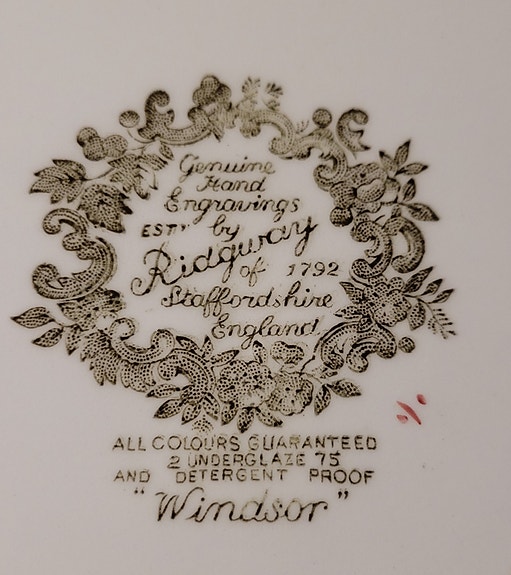 Genuine
Hand
Engravings
ESTD by
Ridgway
of 1792
Staffordshire
England
ALL COLOURS GUARANTEED
2 UNDERGLAZE 75
AND DETERGENT PROOF
"Windsor"